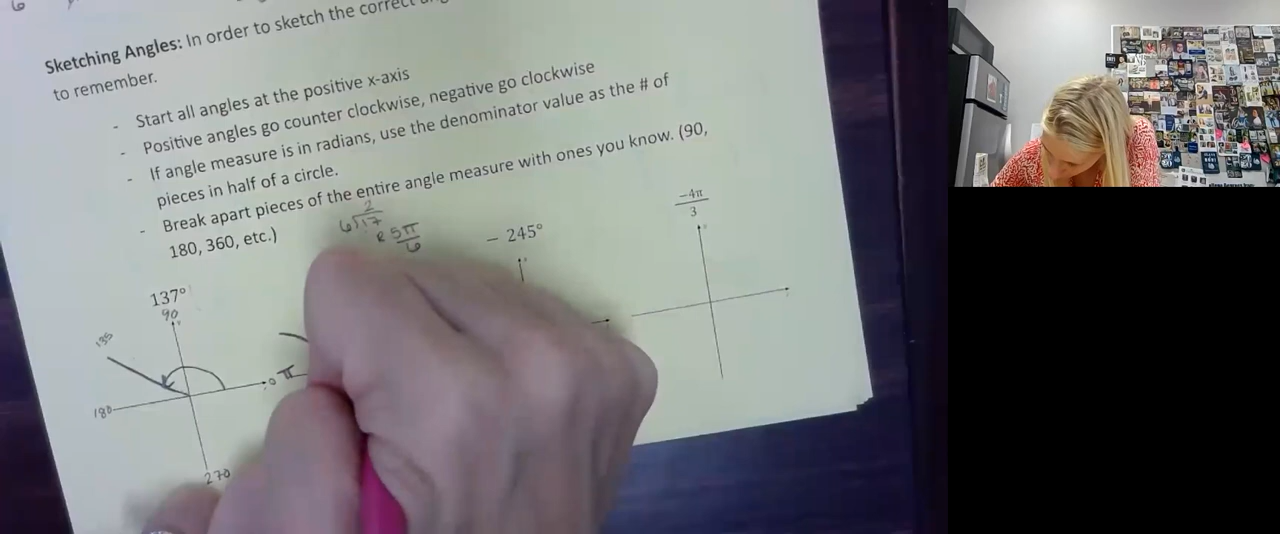 6
Sketching Angles: In order to sketch the correct
to remember.
- Start all angles at the positive x-axis
- Positive angles go counter clockwise, negative go clockwise
- If angle measure is in radians, use the denominator value as the # of
pieces in half of a circle.
- Break apart pieces of the entire angle measure with ones you know. (90,
180, 360, etc.)
2
6 17
R 5π/6
137°
90
135
180
0
270
π
− 245°
−4π
3